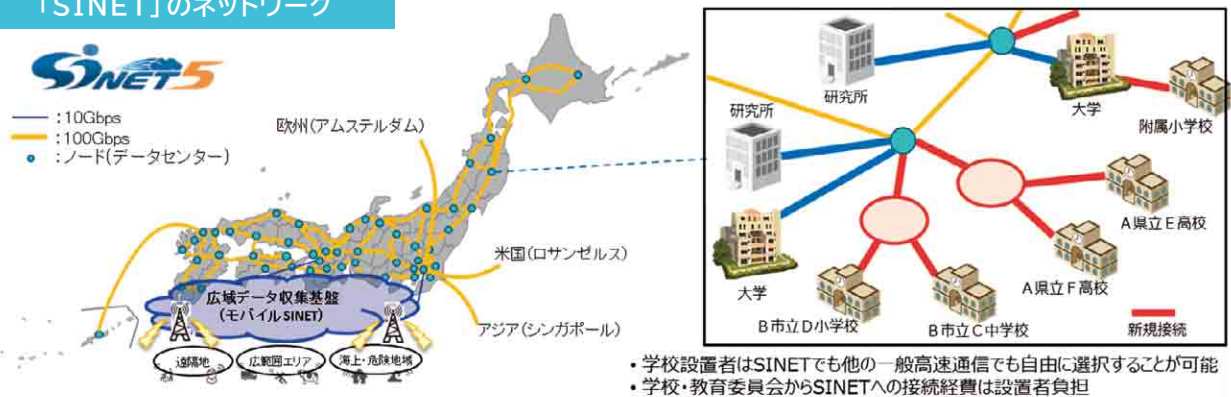 「SINET」のネットワーク
SINET5
:10Gbps
:100Gbps
:ノード(データセンター)
欧州(アムステルダム)
米国(ロサンゼルス)
アジア(シンガポール)
広域データ収集基盤
(モバイルSINET)
遠隔地
広範囲エリア
海上・危険地域
研究所
研究所
大学
附属小学校
大学
A県立E高校
A県立F高校
B市立D小学校
B市立C中学校
新規接続
・学校設置者はSINETでも他の一般高速通信でも自由に選択することが可能
・学校・教育委員会からSINETへの接続経費は設置者負担